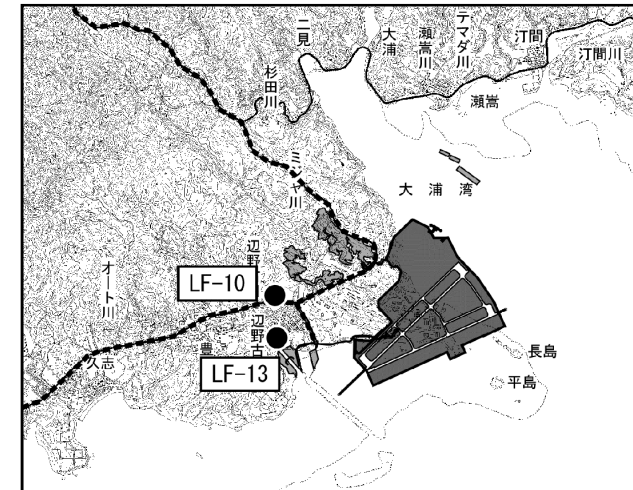 二見
大浦
瀬嵩川
テマダ川
汀間
汀間川
杉田川
瀬嵩
ミジャ川
大浦湾
辺野
LF-10
オート川
辺野古
豊
久志
LF-13
長島
平島